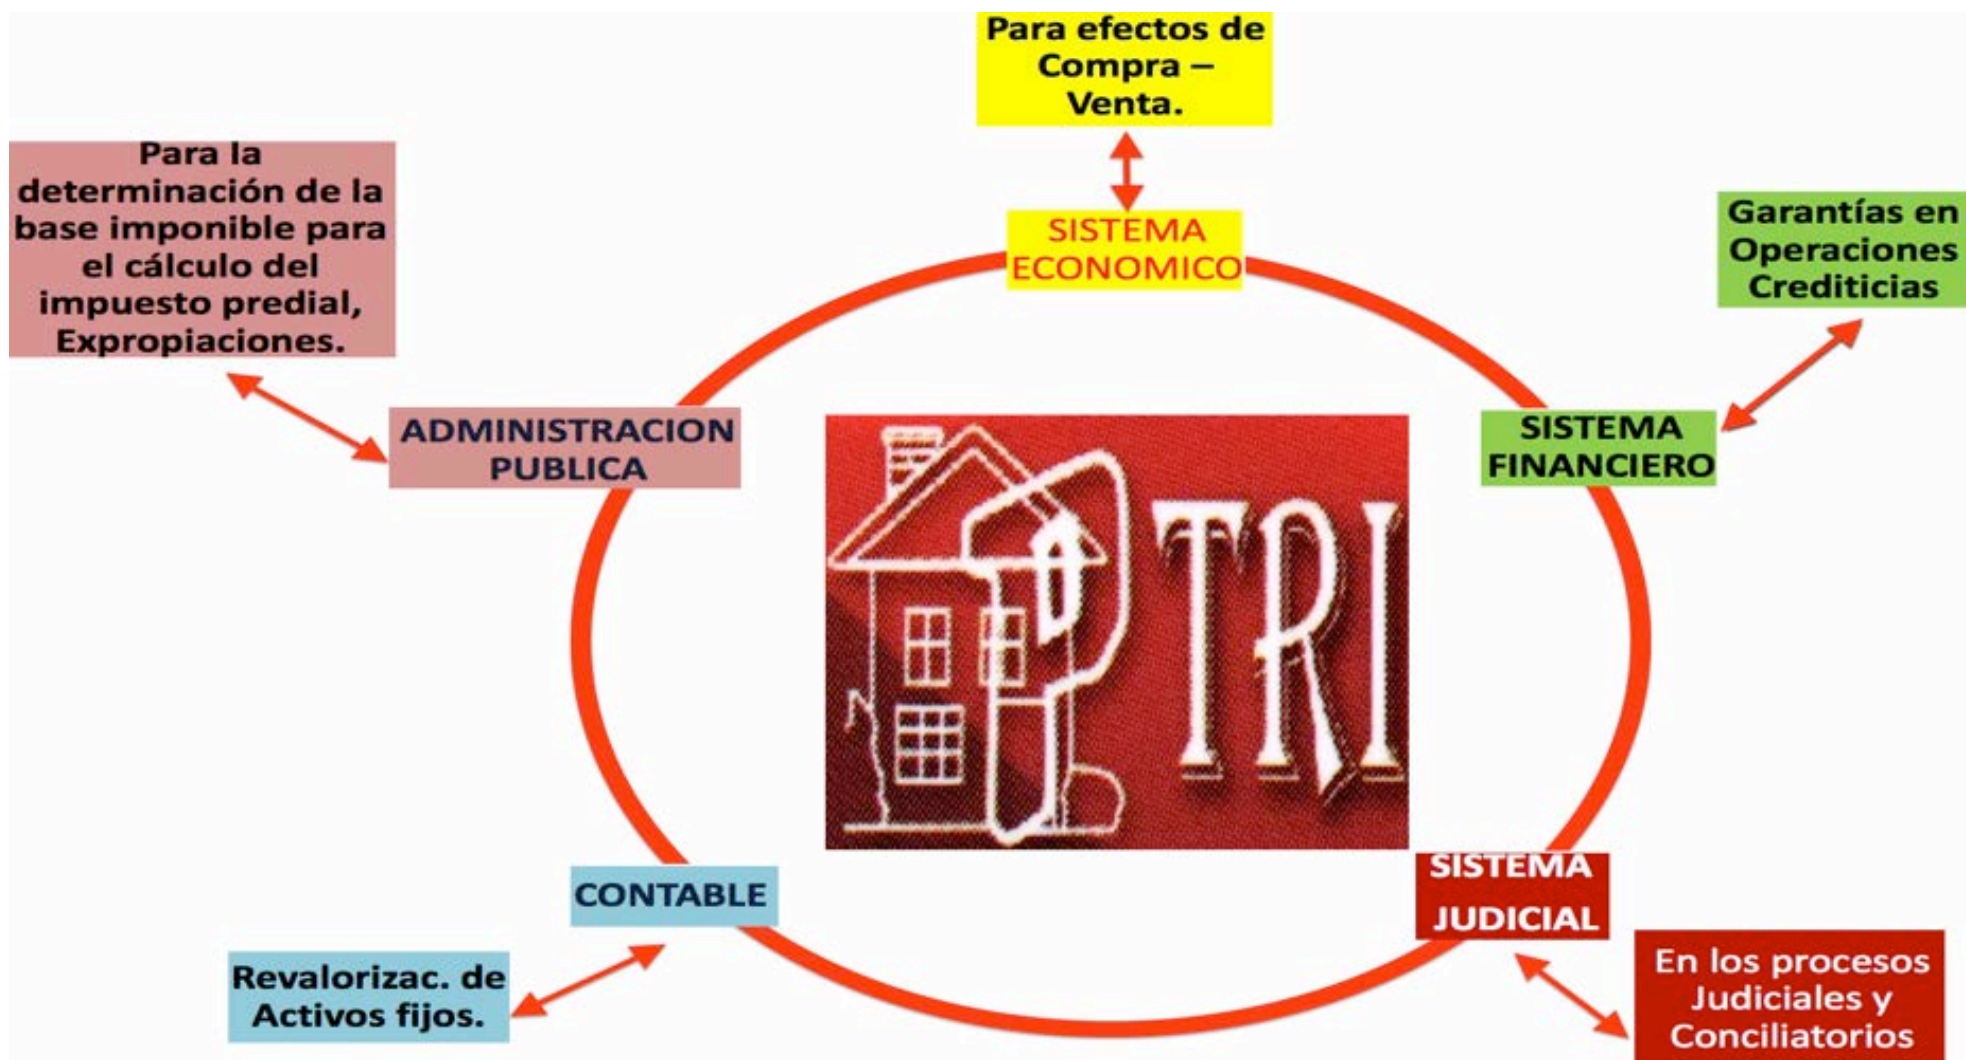 Para efectos de
Compra –
Venta.
SISTEMA
ECONOMICO
Para la
determinación de la
base imponible para
el cálculo del
impuesto predial,
Expropiaciones.
ADMINISTRACION
PUBLICA
Garantías en
Operaciones
Crediticias
SISTEMA
FINANCIERO
TRI
CONTABLE
Revalorizac. de
Activos fijos.
SISTEMA
JUDICIAL
En los procesos
Judiciales y
Conciliatorios